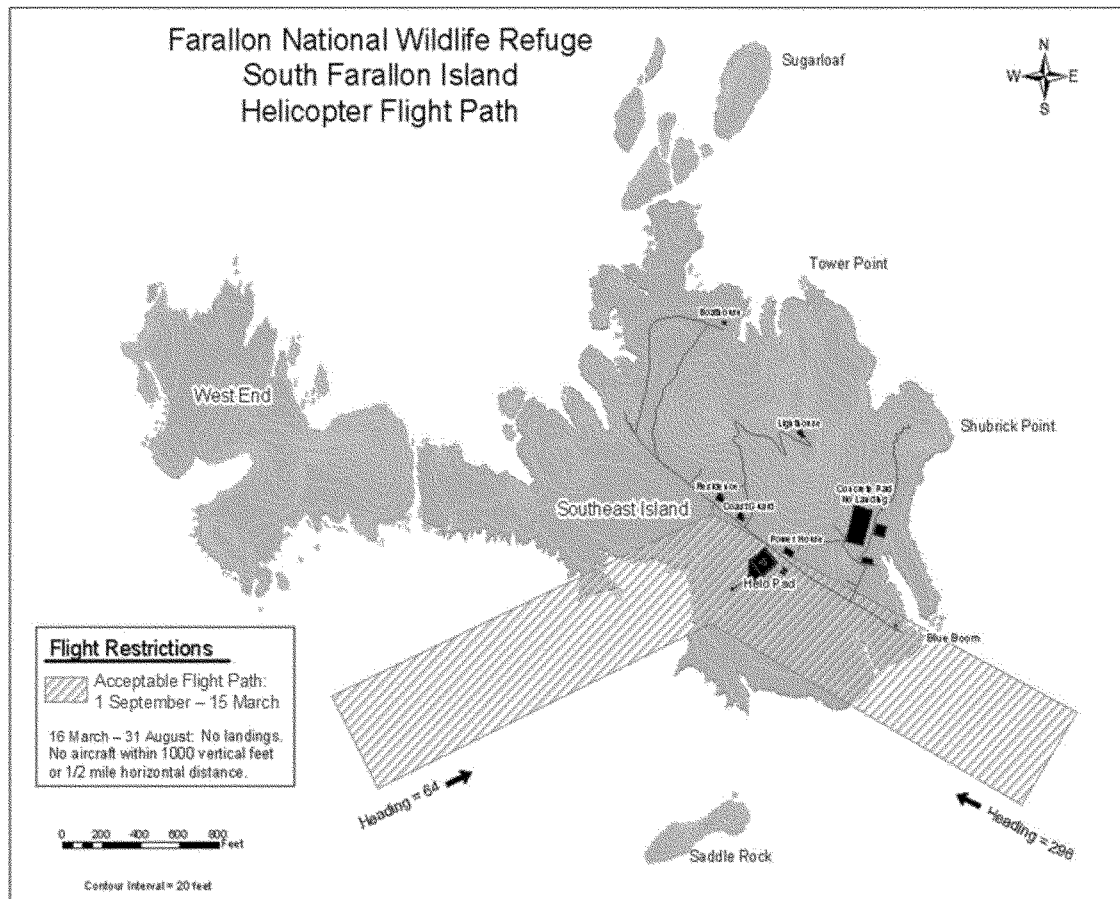 Farallon National Wildlife Refuge
South Farallon Island
Helicopter Flight Path
Sugarloaf
N
W E
S
Tower Point
Boathouse
West End
Lighthouse
Shubrick Point
Residence
Concrete Pad
No Landing
Southeast Island
Coast Guard
Power House
Helo Pad
Blue Boom
Flight Restrictions
Acceptable Flight Path:
1 September – 15 March
16 March – 31 August: No landings.
No aircraft within 1000 vertical feet
or 1/2 mile horizontal distance.
Heading = 64
Heading = 296
0 200 400 600 800
Feet
Saddle Rock
Contour Interval = 20 feet